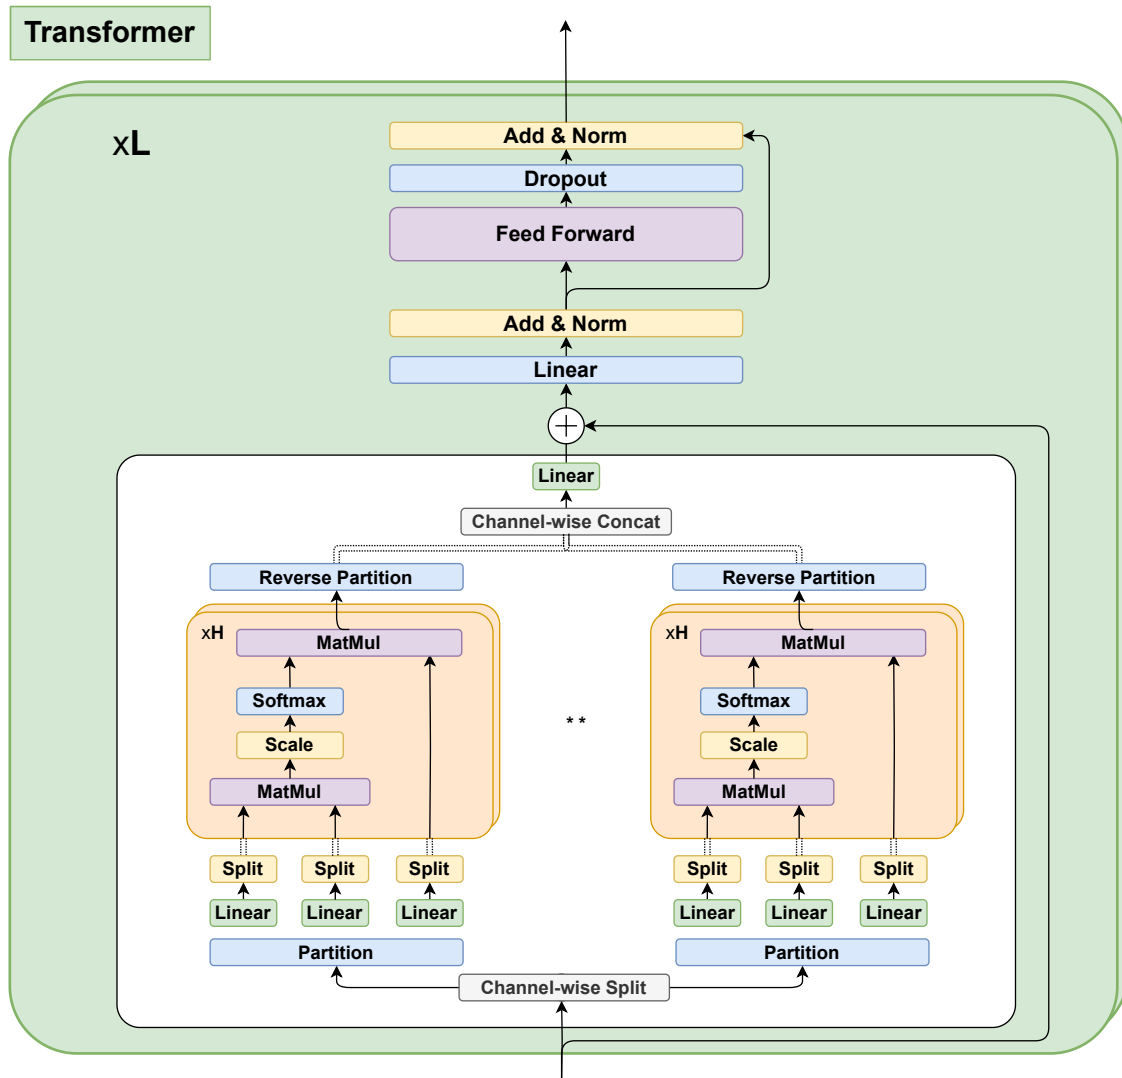 Transformer
xL
Add & Norm
Dropout
Feed Forward
Add & Norm
Linear
Linear
Channel-wise Concat
Reverse Partition
Reverse Partition
xH
MatMul
xH
MatMul
Softmax
Softmax
* *
Scale
Scale
MatMul
MatMul
Split
Split
Split
Split
Split
Split
Linear
Linear
Linear
Linear
Linear
Linear
Partition
Partition
Channel-wise Split